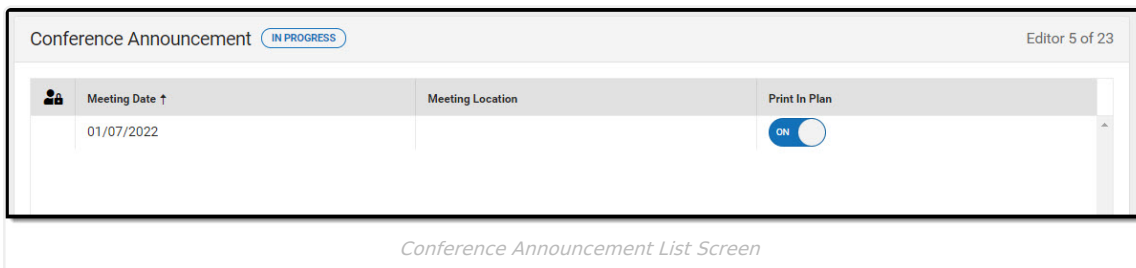 Conference Announcement IN PROGRESS Editor 5 of 23
Meeting Date ↑ Meeting Location Print In Plan
01/07/2022 ON
Conference Announcement List Screen